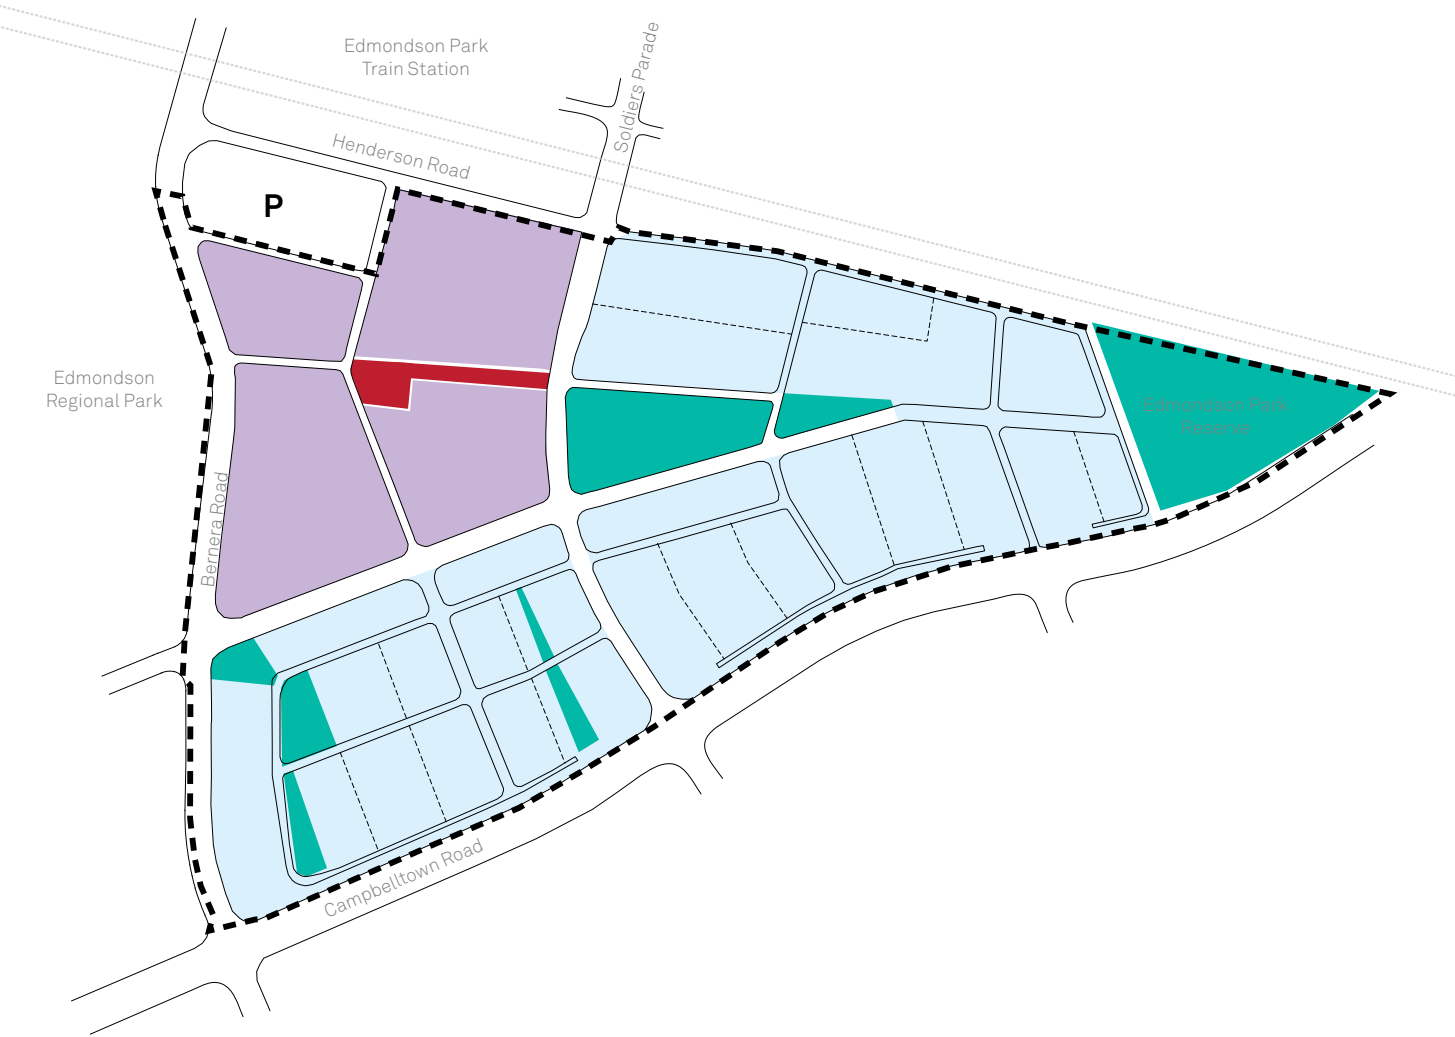 Edmondson Park
Train Station
Soldiers Parade
Henderson Road
P
Edmondson
Regional Park
Edmondson Park
Reserve
Bernera Road
Campbelltown Road